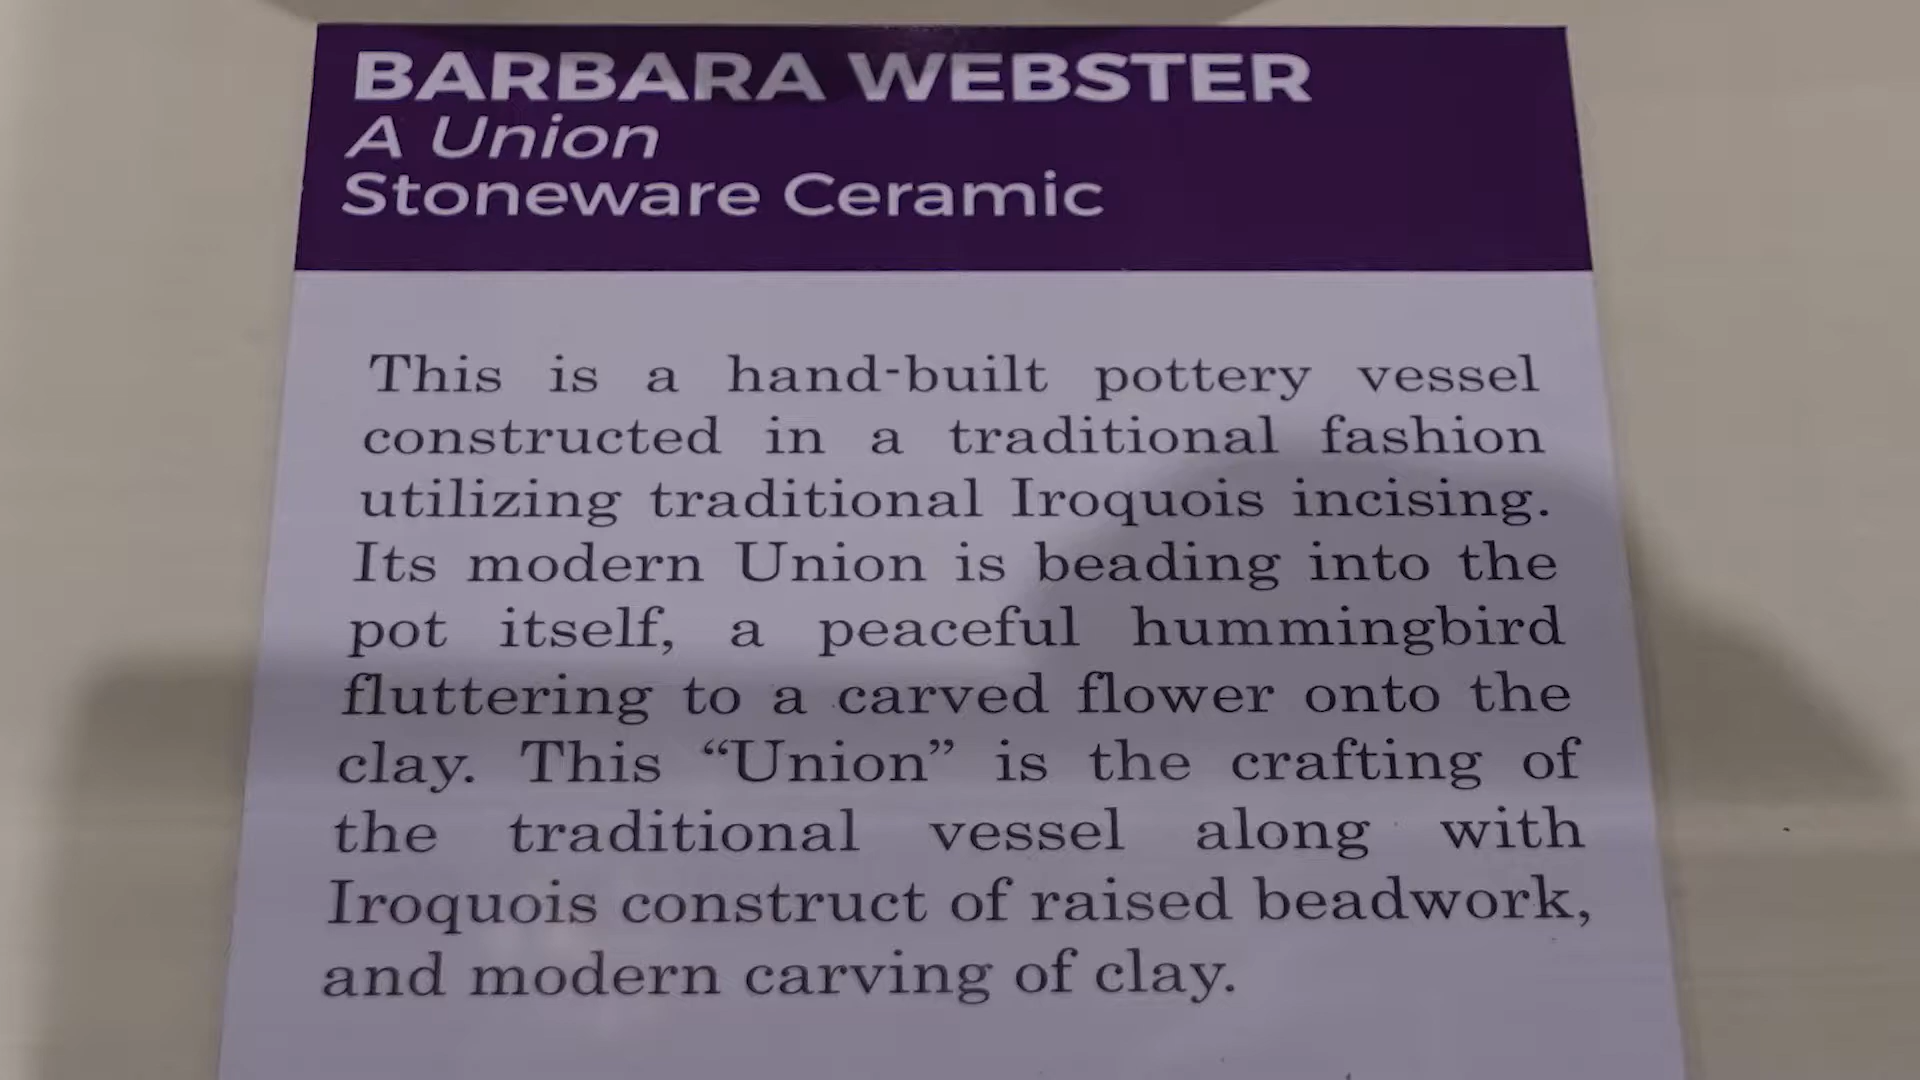 BARBARA WEBSTER
A Union
Stoneware Ceramic
This is a hand-built pottery vessel
constructed in a traditional fashion
utilizing traditional Iroquois incising.
Its modern Union is beading into the
pot itself, a peaceful hummingbird
fluttering to a carved flower onto the
clay. This “Union” is the crafting of
the traditional vessel along with
Iroquois construct of raised beadwork,
and modern carving of clay.